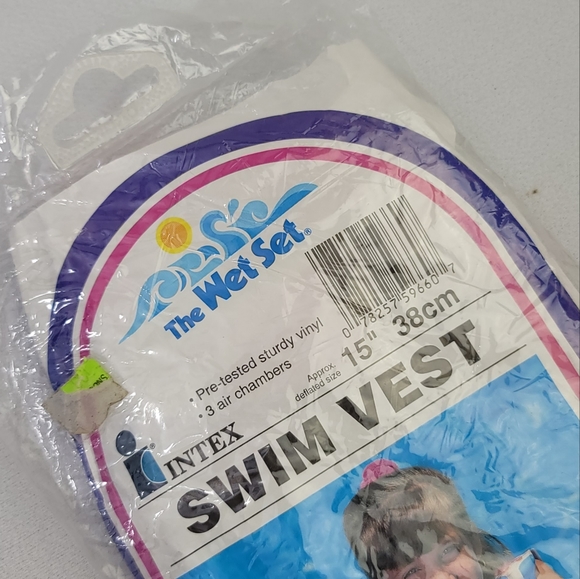 The Wet Set®
0 78257 59660 7
· Pre-tested sturdy vinyl
· 3 air chambers
Approx.
deflated size
15" 38cm
INTEX
SWIM VEST